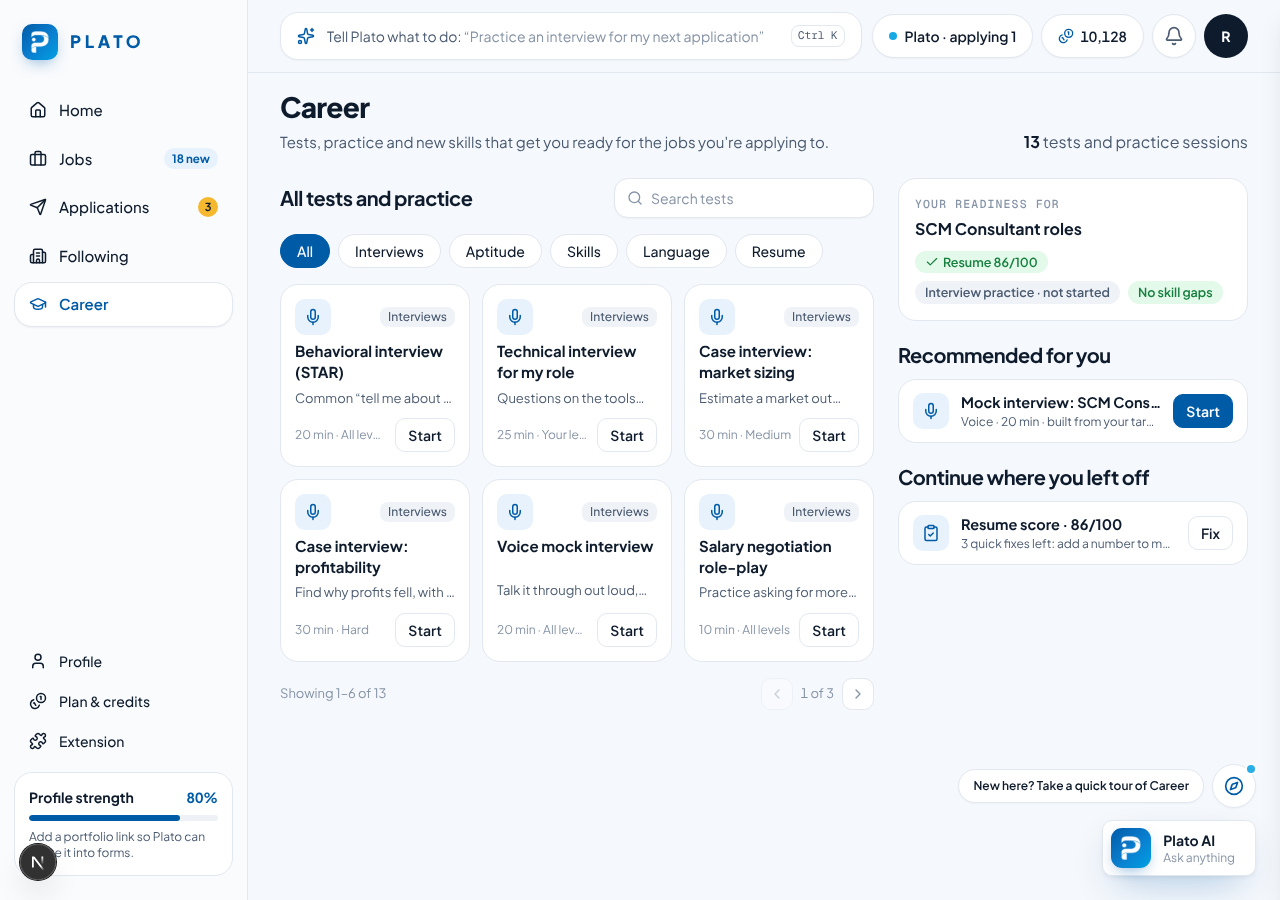 PLATO
Tell Plato what to do: “Practice an interview for my next application”
Ctrl K
Plato · applying 1
10,128
R
Home
Jobs
18 new
Applications
3
Following
Career
Career
Tests, practice and new skills that get you ready for the jobs you're applying to.
13 tests and practice sessions
All tests and practice
Search tests
All
Interviews
Aptitude
Skills
Language
Resume
Interviews
Behavioral interview
(STAR)
Common “tell me about ...
20 min · All lev...
Start
Interviews
Technical interview
for my role
Questions on the tools...
25 min · Your le...
Start
Interviews
Case interview:
market sizing
Estimate a market out...
30 min · Medium
Start
Interviews
Case interview:
profitability
Find why profits fell, with ...
30 min · Hard
Start
Interviews
Voice mock interview
Talk it through out loud,...
20 min · All lev...
Start
Interviews
Salary negotiation
role-play
Practice asking for more...
10 min · All levels
Start
Showing 1–6 of 13
1 of 3
YOUR READINESS FOR
SCM Consultant roles
Resume 86/100
Interview practice · not started
No skill gaps
Recommended for you
Mock interview: SCM Cons...
Voice · 20 min · built from your tar...
Start
Continue where you left off
Resume score · 86/100
3 quick fixes left: add a number to m...
Fix
Profile
Plan & credits
Extension
Profile strength
80%
Add a portfolio link so Plato can
it into forms.
N
New here? Take a quick tour of Career
Plato AI
Ask anything